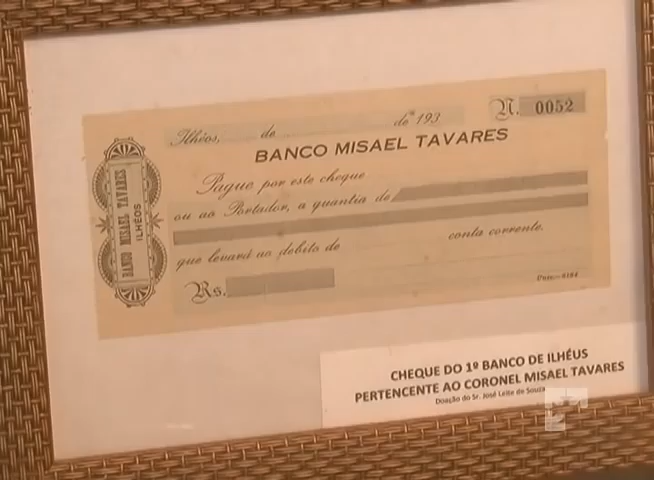 Ilhéos, de de 193
N. 0052
BANCO MISAEL TAVARES
Pague por este cheque
ou ao Portador, a quantia de
que levará ao debito de conta corrente.
Rs.
BANCO MISAEL TAVARES
ILHÉOS
CHEQUE DO 1º BANCO DE ILHÉUS
PERTENCENTE AO CORONEL MISAEL TAVARES
Doação do Sr. José Leite de Souza